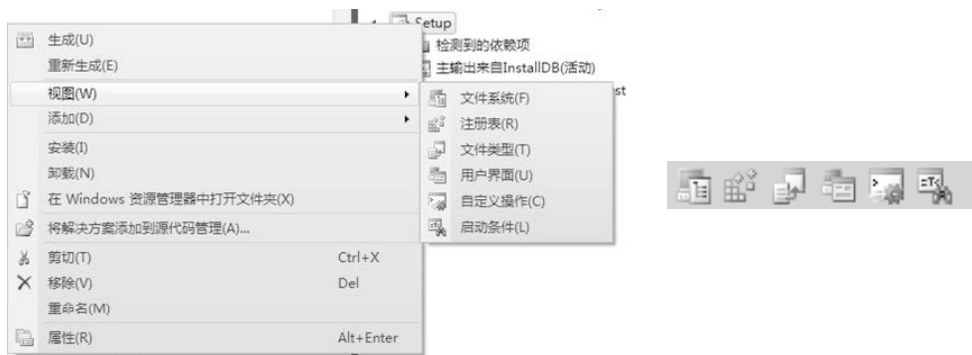 Setup
检测到的依赖项
主输出来自InstallDB(活动)
st
生成(U)
重新生成(E)
视图(W)
添加(D)
安装(I)
卸载(N)
在 Windows 资源管理器中打开文件夹(X)
将解决方案添加到源代码管理(A)...
剪切(T) Ctrl+X
移除(V) Del
重命名(M)
属性(R) Alt+Enter
文件系统(F)
注册表(R)
文件类型(T)
用户界面(U)
自定义操作(C)
启动条件(L)